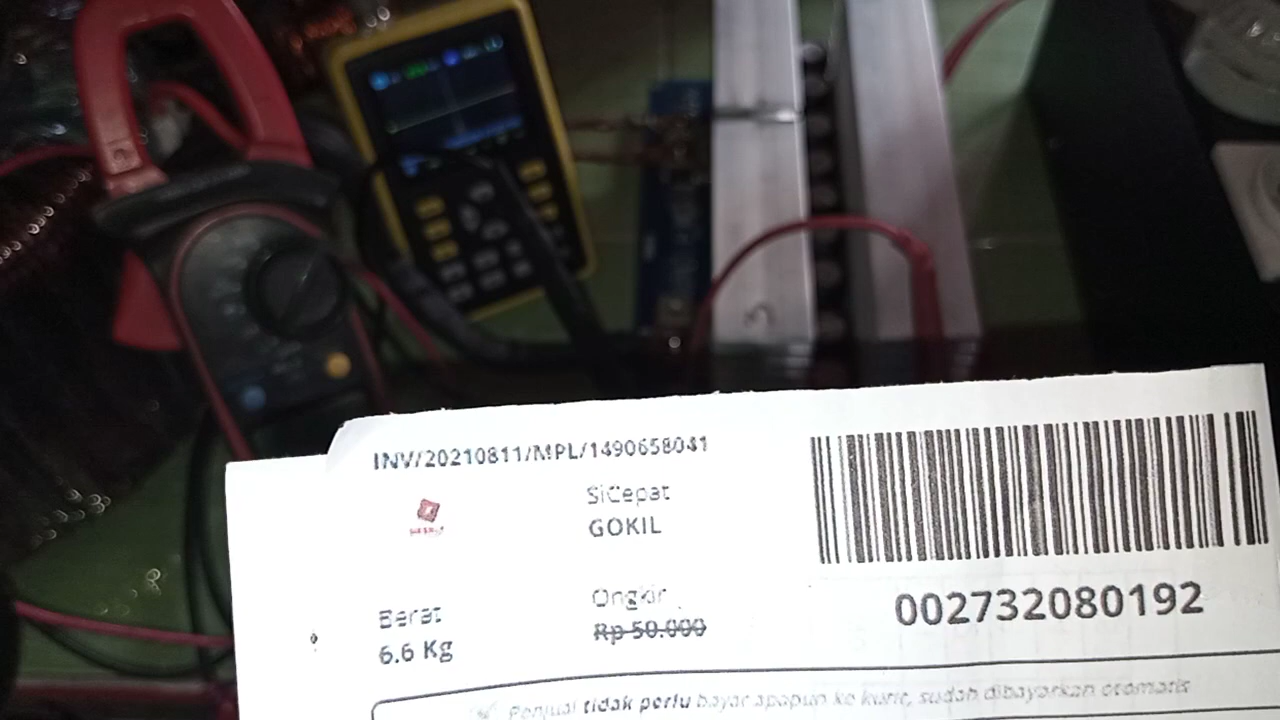 INV/20210811/MPL/1490658041
SiCepat
GOKIL
Berat
6.6 Kg
Ongkir
Rp 50.000
002732080192
Penjual tidak perlu bayar apapun ke kurir, sudah dibayarkan otomatis